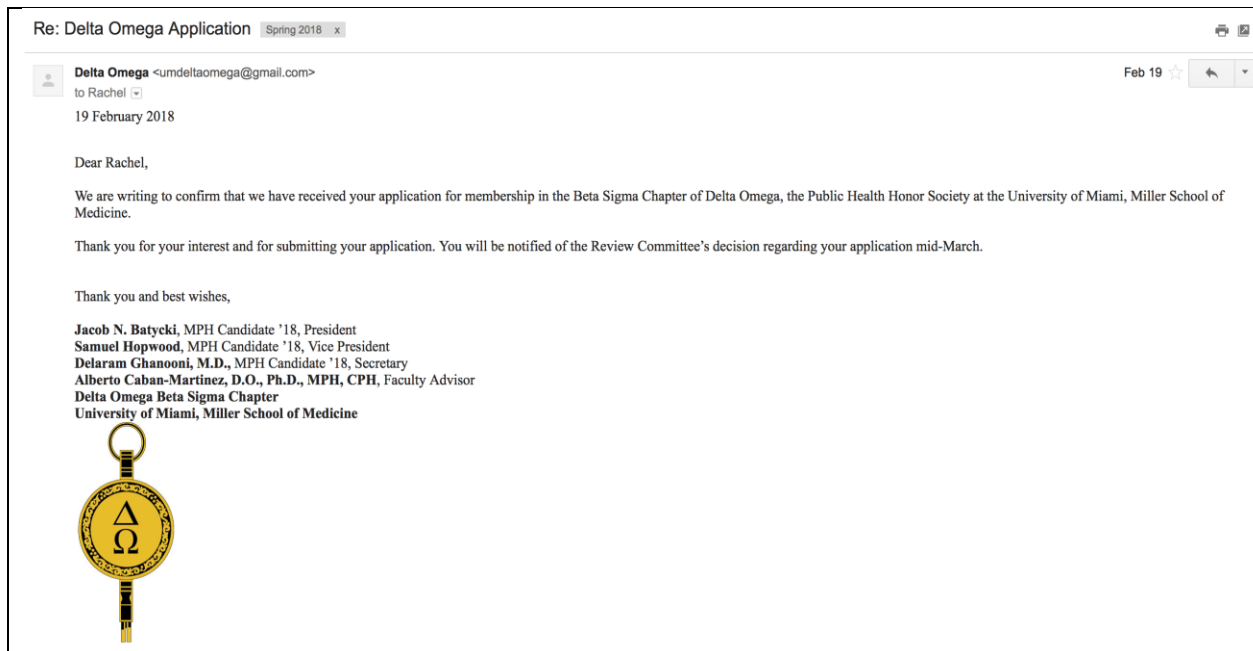 Re: Delta Omega Application Spring 2018 x
Delta Omega <umdeltaomega@gmail.com> Feb 19
to Rachel
19 February 2018
Dear Rachel,
We are writing to confirm that we have received your application for membership in the Beta Sigma Chapter of Delta Omega, the Public Health Honor Society at the University of Miami, Miller School of
Medicine.
Thank you for your interest and for submitting your application. You will be notified of the Review Committee’s decision regarding your application mid-March.
Thank you and best wishes,
Jacob N. Batycki, MPH Candidate ’18, President
Samuel Hopwood, MPH Candidate ’18, Vice President
Delaram Ghanooni, M.D., MPH Candidate ’18, Secretary
Alberto Caban-Martinez, D.O., Ph.D., MPH, CPH, Faculty Advisor
Delta Omega Beta Sigma Chapter
University of Miami, Miller School of Medicine
Δ
Ω